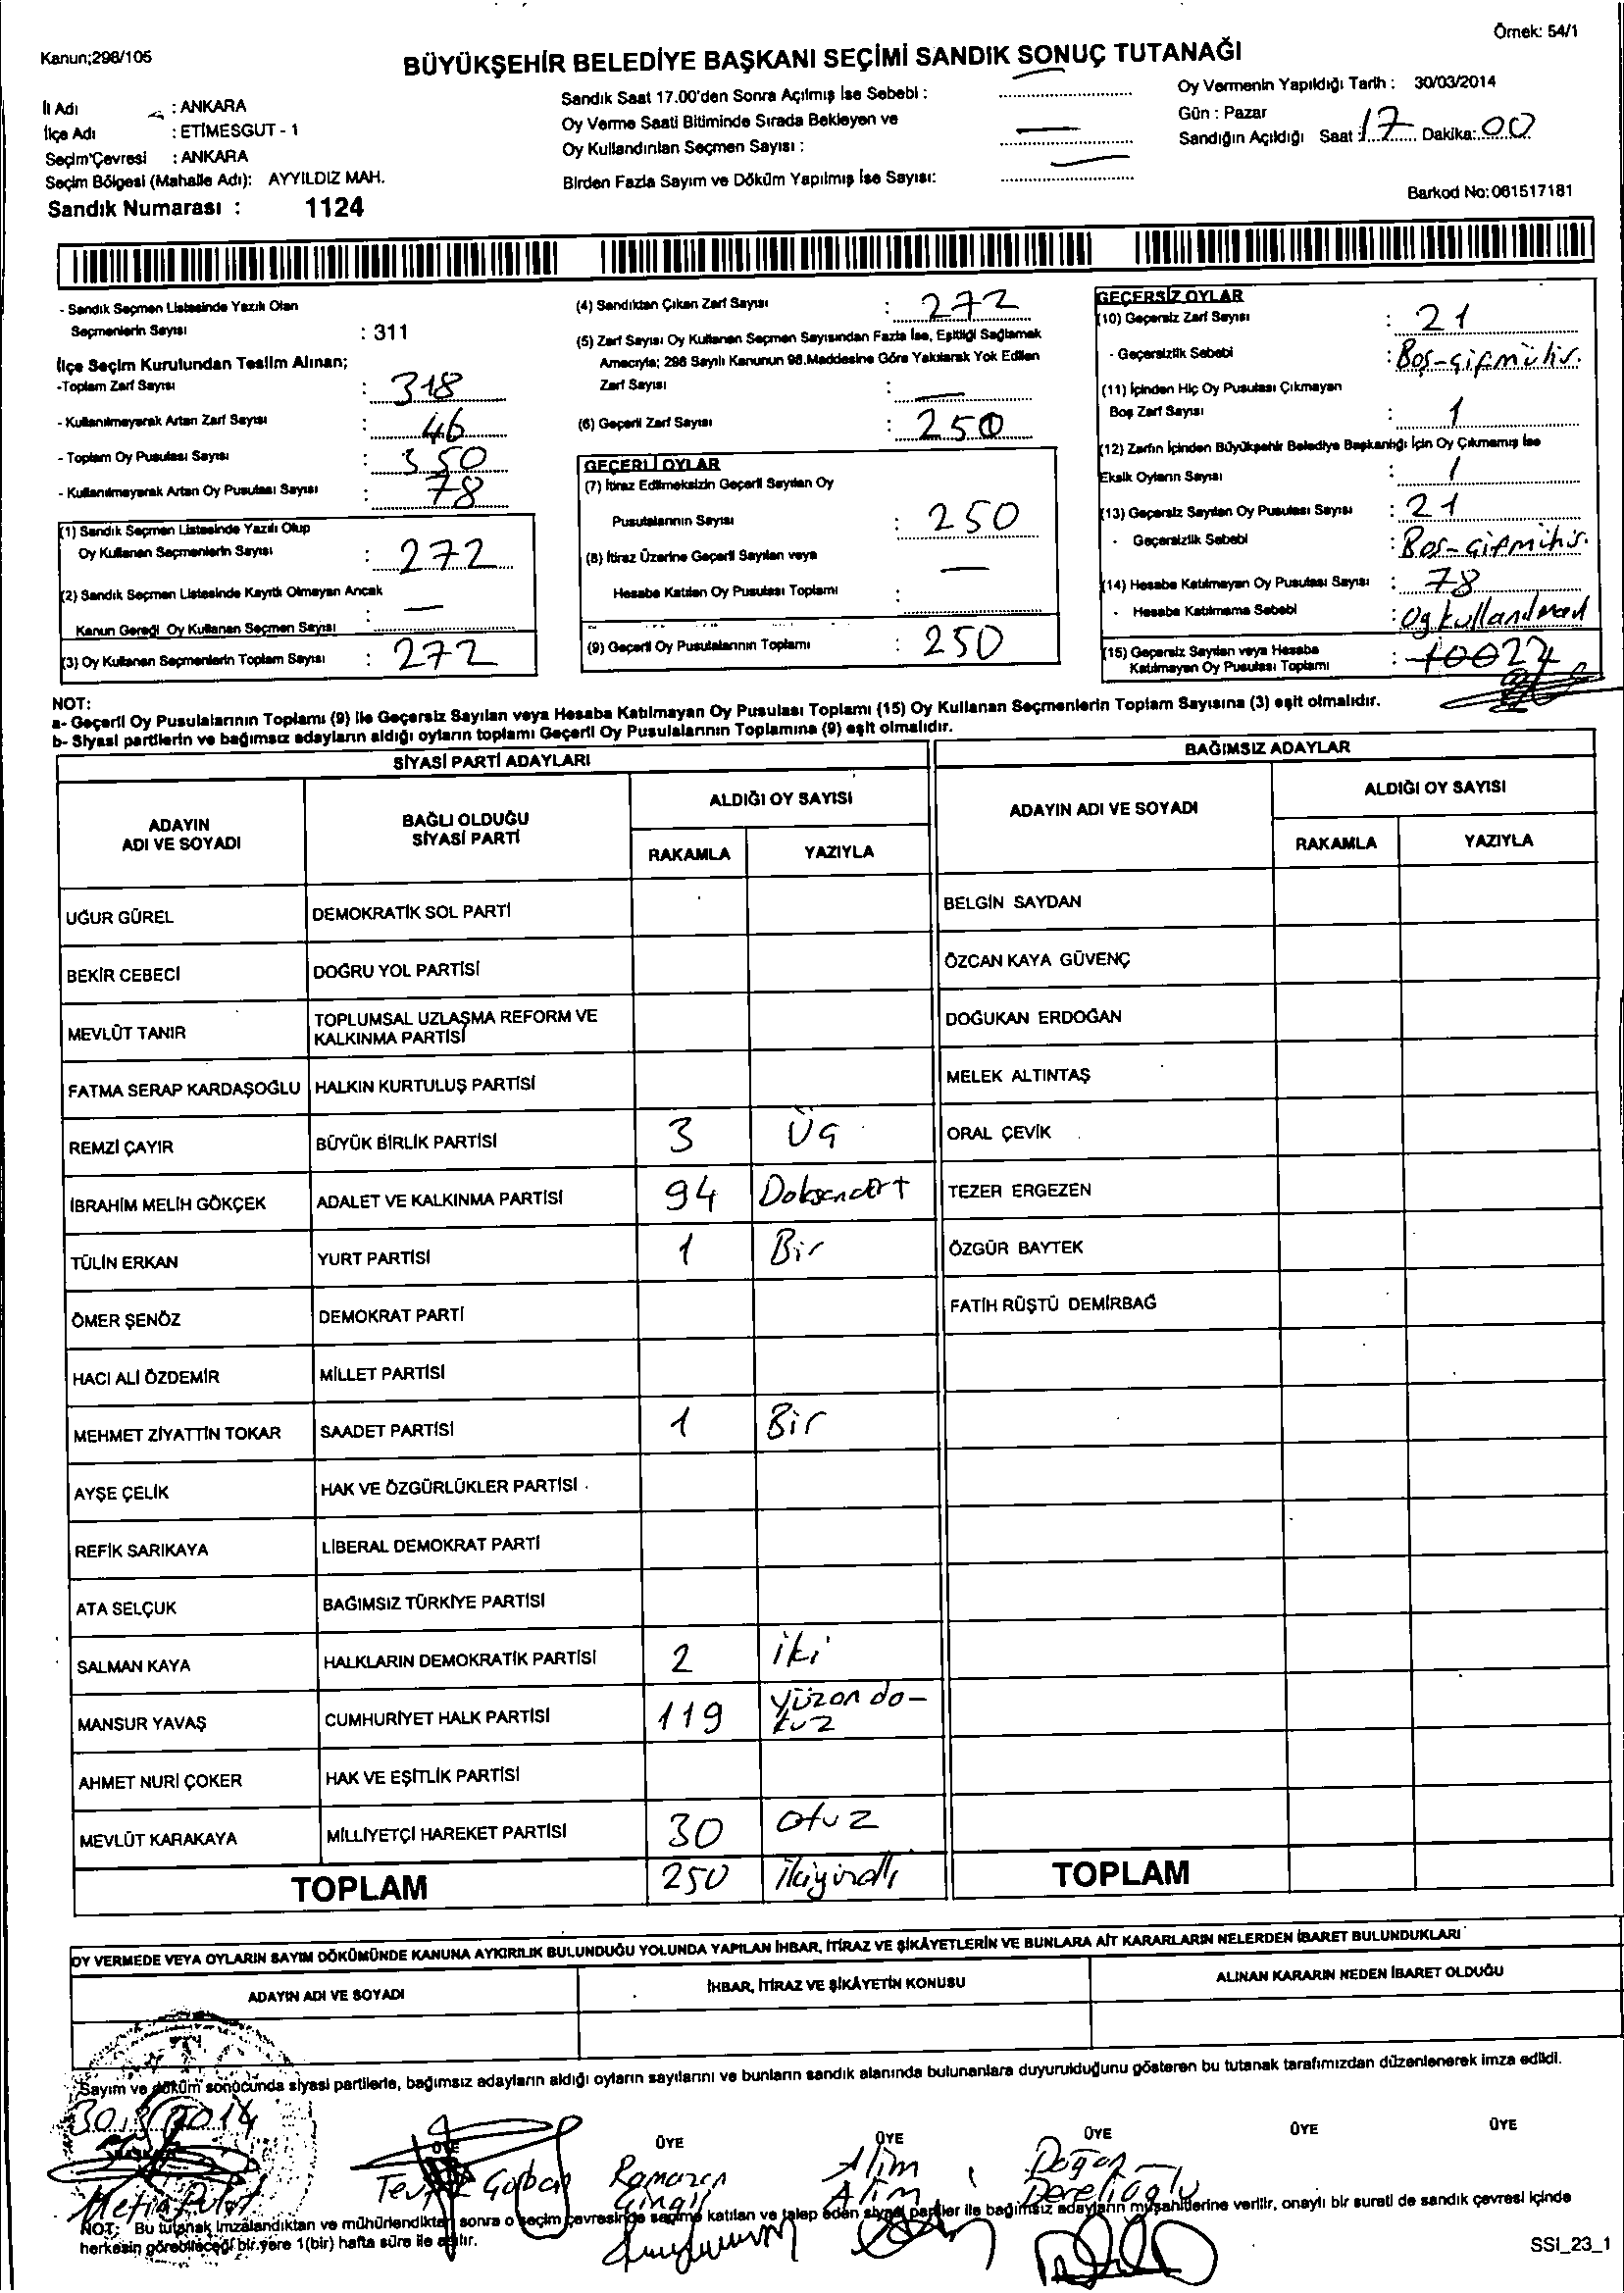 Örnek: 54/1
Kanun;298/105
BÜYÜKŞEHİR BELEDİYE BAŞKANI SEÇİMİ SANDIK SONUÇ TUTANAĞI
İl Adı : ANKARA
İlçe Adı : ETİMESGUT - 1
Seçim Çevresi : ANKARA
Seçim Bölgesi (Mahalle Adı): AYYILDIZ MAH.
Sandık Numarası : 1124
Sandık Saat 17.00'den Sonra Açılmış İse Sebebi : —
Oy Verme Saati Bitiminde Sırada Bekleyen ve
Oy Kullandırılan Seçmen Sayısı : —
Birden Fazla Sayım ve Döküm Yapılmış İse Sayısı: —
Oy Vermenin Yapıldığı Tarih : 30/03/2014
Gün : Pazar
Sandığın Açıldığı Saat : 17 Dakika: 00
Barkod No: 061517181
- Sandık Seçmen Listesinde Yazılı Olan
Seçmenlerin Sayısı : 311
İlçe Seçim Kurulundan Teslim Alınan;
-Toplam Zarf Sayısı : 318
- Kullanılmayarak Artan Zarf Sayısı : 46
- Toplam Oy Pusulası Sayısı : 350
- Kullanılmayarak Artan Oy Pusulası Sayısı : 78
(1) Sandık Seçmen Listesinde Yazılı Olup
Oy Kullanan Seçmenlerin Sayısı : 272
(2) Sandık Seçmen Listesinde Kayıtlı Olmayan Ancak
Kanun Gereği Oy Kullanan Seçmen Sayısı : —
(3) Oy Kullanan Seçmenlerin Toplam Sayısı : 272
(4) Sandıktan Çıkan Zarf Sayısı : 272
(5) Zarf Sayısı Oy Kullanan Seçmen Sayısından Fazla İse, Eşitliği Sağlamak
Amacıyla; 298 Sayılı Kanunun 98.Maddesine Göre Yakılarak Yok Edilen
Zarf Sayısı : —
(6) Geçerli Zarf Sayısı : 250
GEÇERLİ OYLAR
(7) İtiraz Edilmeksizin Geçerli Sayılan Oy
Pusulalarının Sayısı : 250
(8) İtiraz Üzerine Geçerli Sayılan veya
Hesaba Katılan Oy Pusulası Toplamı : —
(9) Geçerli Oy Pusulalarının Toplamı : 250
GEÇERSİZ OYLAR
(10) Geçersiz Zarf Sayısı : 21
- Geçersizlik Sebebi : Boş-çifmühis.
(11) İçinden Hiç Oy Pusulası Çıkmayan
Boş Zarf Sayısı : 1
(12) Zarfın İçinden Büyükşehir Belediye Başkanlığı İçin Oy Çıkmamış İse
Eksik Oyların Sayısı : 1
(13) Geçersiz Sayılan Oy Pusulası Sayısı : 21
- Geçersizlik Sebebi : Boş-Çifmihis.
(14) Hesaba Katılmayan Oy Pusulası Sayısı : 78
- Hesaba Katılmama Sebebi : Oy kullanılmadı
(15) Geçersiz Sayılan veya Hesaba
Katılmayan Oy Pusulası Toplamı : 22
NOT:
a- Geçerli Oy Pusulalarının Toplamı (9) ile Geçersiz Sayılan veya Hesaba Katılmayan Oy Pusulası Toplamı (15) Oy Kullanan Seçmenlerin Toplam Sayısına (3) eşit olmalıdır.
b- Siyasi partilerin ve bağımsız adayların aldığı oyların toplamı Geçerli Oy Pusulalarının Toplamına (9) eşit olmalıdır.
SİYASİ PARTİ ADAYLARI
ADAYIN ADI VE SOYADI
BAĞLI OLDUĞU SİYASİ PARTİ
ALDIĞI OY SAYISI
RAKAMLA YAZIYLA
UĞUR GÜREL DEMOKRATİK SOL PARTİ
BEKİR CEBECİ DOĞRU YOL PARTİSİ
MEVLÜT TANIR TOPLUMSAL UZLAŞMA REFORM VE
KALKINMA PARTİSİ
FATMA SERAP KARDAŞOĞLU HALKIN KURTULUŞ PARTİSİ
REMZİ ÇAYIR BÜYÜK BİRLİK PARTİSİ 3 Üç
İBRAHİM MELİH GÖKÇEK ADALET VE KALKINMA PARTİSİ 94 Doksandört
TÜLİN ERKAN YURT PARTİSİ 1 Bir
ÖMER ŞENÖZ DEMOKRAT PARTİ
HACI ALİ ÖZDEMİR MİLLET PARTİSİ
MEHMET ZİYATTİN TOKAR SAADET PARTİSİ 1 Bir
AYŞE ÇELİK HAK VE ÖZGÜRLÜKLER PARTİSİ
REFİK SARIKAYA LİBERAL DEMOKRAT PARTİ
ATA SELÇUK BAĞIMSIZ TÜRKİYE PARTİSİ
SALMAN KAYA HALKLARIN DEMOKRATİK PARTİSİ 2 iki
MANSUR YAVAŞ CUMHURİYET HALK PARTİSİ 119 Yüzondo-
kuz
AHMET NURİ ÇOKER HAK VE EŞİTLİK PARTİSİ
MEVLÜT KARAKAYA MİLLİYETÇİ HAREKET PARTİSİ 30 otuz
TOPLAM 250 ikiyüzelli
BAĞIMSIZ ADAYLAR
ADAYIN ADI VE SOYADI
ALDIĞI OY SAYISI
RAKAMLA YAZIYLA
BELGİN SAYDAN
ÖZCAN KAYA GÜVENÇ
DOĞUKAN ERDOĞAN
MELEK ALTINTAŞ
ORAL ÇEVİK
TEZER ERGEZEN
ÖZGÜR BAYTEK
FATİH RÜŞTÜ DEMİRBAĞ
TOPLAM
OY VERMEDE VEYA OYLARIN SAYIM DÖKÜMÜNDE KANUNA AYKIRILIK BULUNDUĞU YOLUNDA YAPILAN İHBAR, İTİRAZ VE ŞİKÂYETLERİN VE BUNLARA AİT KARARLARIN NELERDEN İBARET BULUNDUKLARI
ADAYIN ADI VE SOYADI
İHBAR, İTİRAZ VE ŞİKÂYETİN KONUSU
ALINAN KARARIN NEDEN İBARET OLDUĞU
Sayım ve döküm sonucunda siyasi partilerle, bağımsız adayların aldığı oyların sayılarını ve bunların sandık alanında bulunanlara duyurulduğunu gösteren bu tutanak tarafımızdan düzenlenerek imza edildi.
30.3.2014
BAŞKAN ÜYE ÜYE ÜYE ÜYE ÜYE ÜYE
Metin Polat
Ramazan Cingil
Alim Alim
Doğan Derelioğlu
NOT: Bu tutanak imzalandıktan ve mühürlendikten sonra o seçim çevresinde seçime katılan ve talep eden siyasi partiler ile bağımsız adayların müşahitlerine verilir, onaylı bir sureti de sandık çevresi içinde
herkesin görebileceği bir yere 1(bir) hafta süre ile asılır.
SSI_23_1